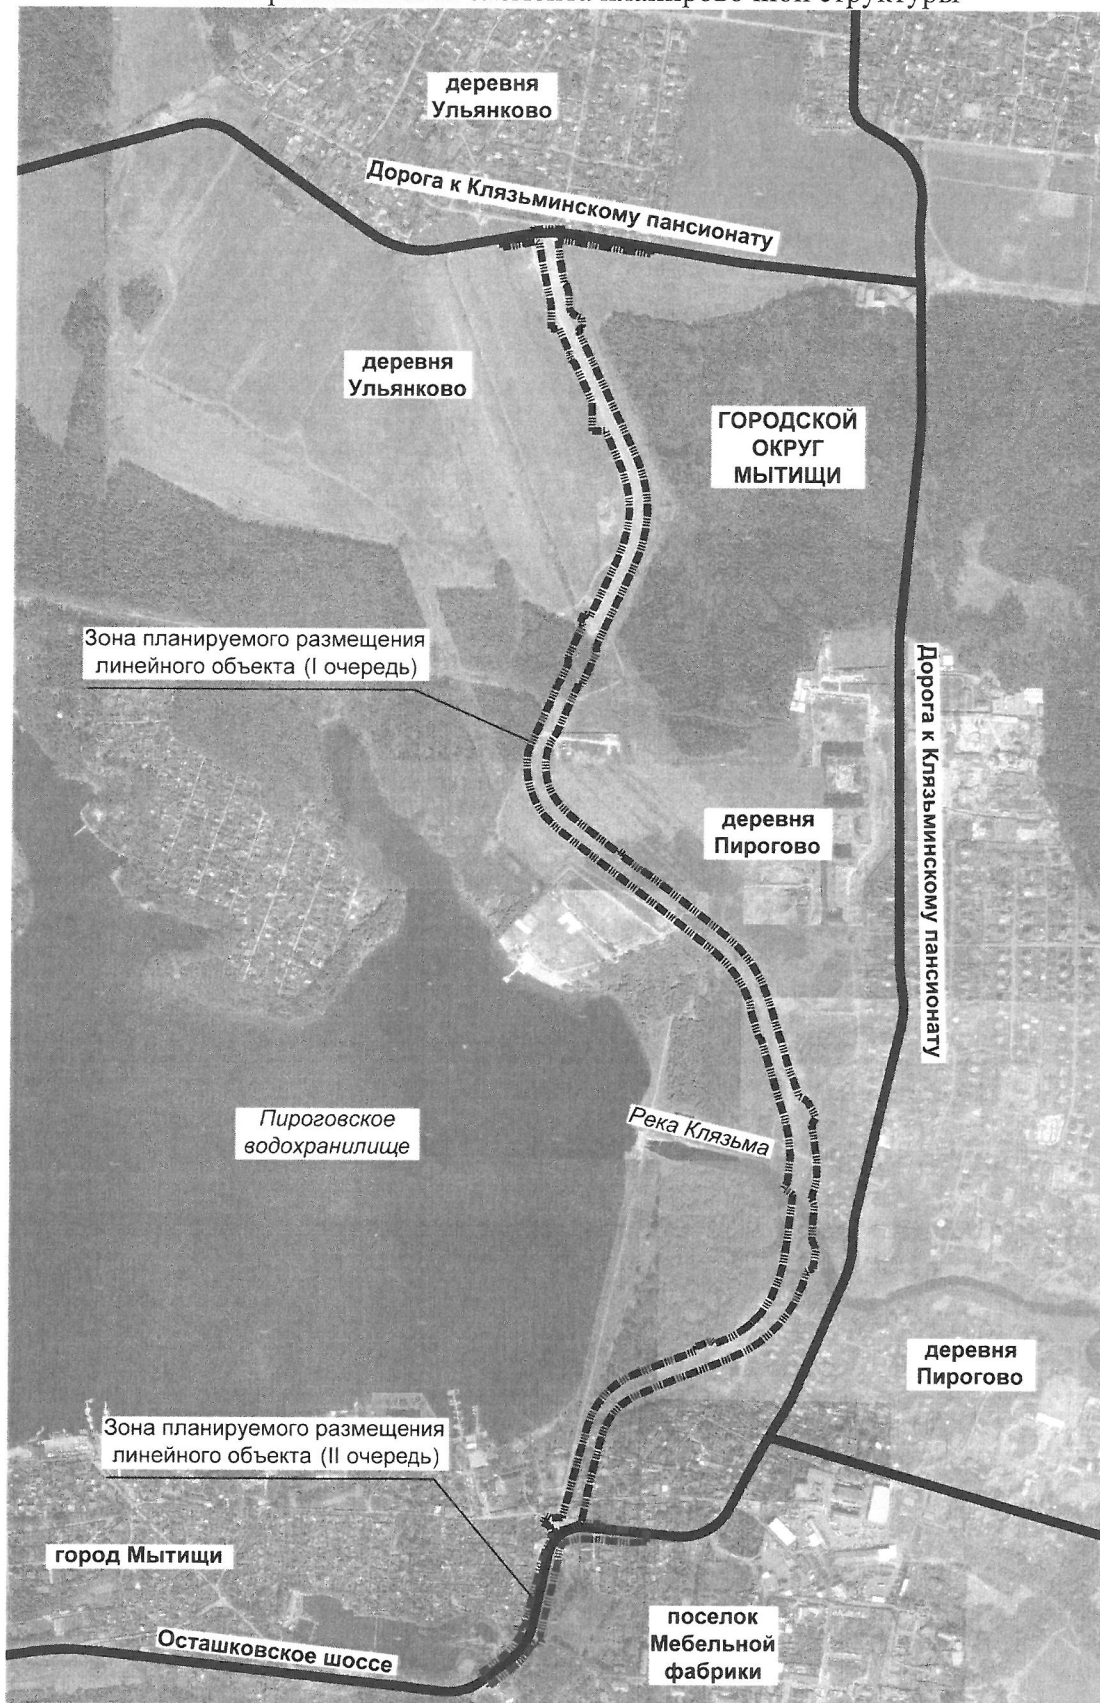 планировочной структуры
деревня
Ульянково
Дорога к Клязьминскому пансионату
деревня
Ульянково
ГОРОДСКОЙ
ОКРУГ
МЫТИЩИ
Зона планируемого размещения
линейного объекта (I очередь)
Дорога к Клязьминскому пансионату
деревня
Пирогово
Пироговское
водохранилище
Река Клязьма
деревня
Пирогово
Зона планируемого размещения
линейного объекта (II очередь)
город Мытищи
поселок
Мебельной
фабрики
Осташковское шоссе